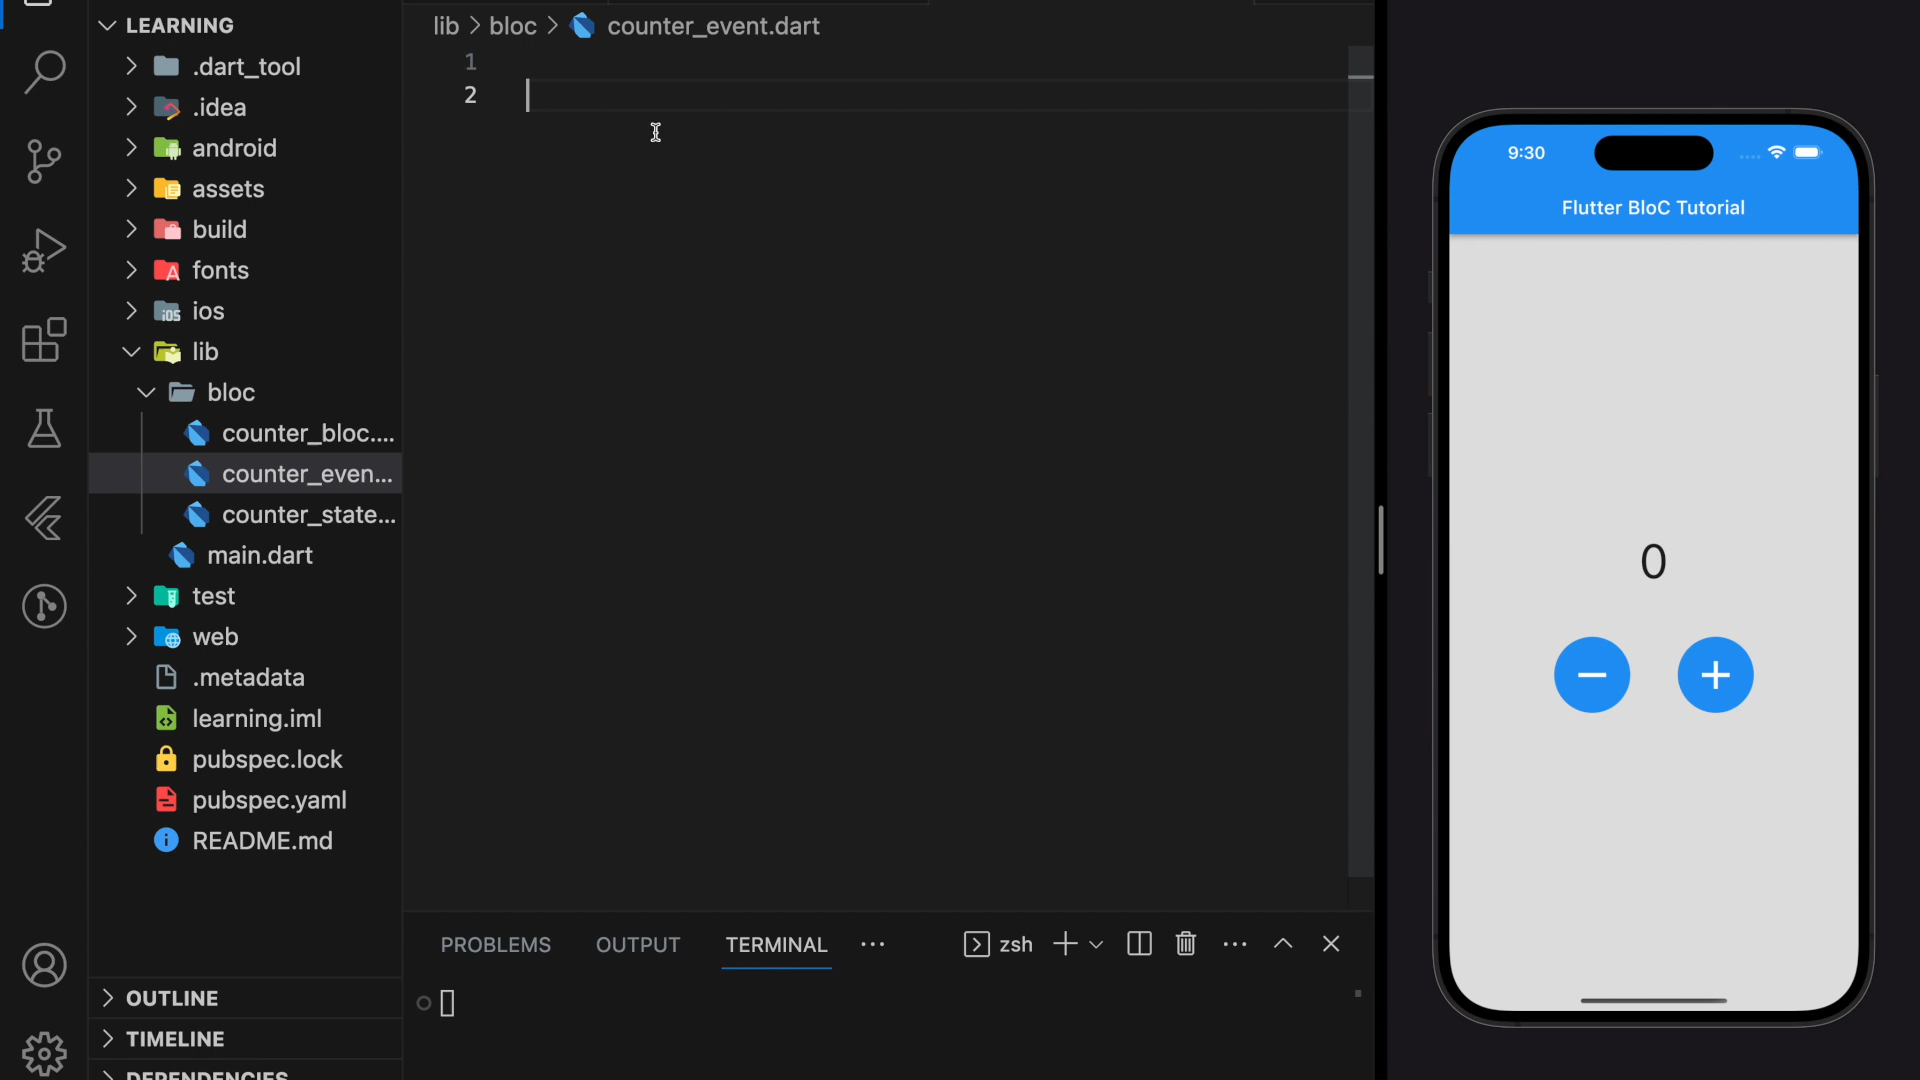 LEARNING
.dart_tool
.idea
android
assets
build
fonts
ios
lib
bloc
counter_bloc....
counter_even...
counter_state...
main.dart
test
web
.metadata
learning.iml
pubspec.lock
pubspec.yaml
README.md
OUTLINE
TIMELINE
DEPENDENCIES
lib > bloc > counter_event.dart
1
2
PROBLEMS OUTPUT TERMINAL ... zsh
9:30
Flutter BloC Tutorial
0